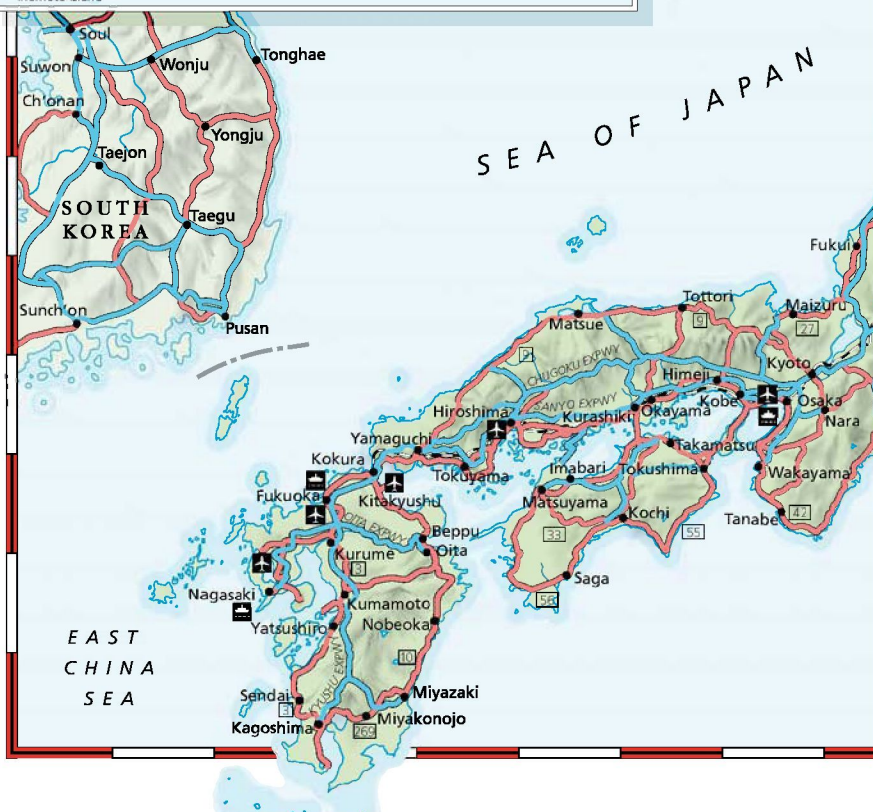 Soul
Suwon
Wonju
Tonghae
Ch'onan
Yongju
Taejon
SOUTH
KOREA
Taegu
Sunch'on
Pusan
SEA OF JAPAN
Fukui
Tottori
Maizuru
Matsue
9
27
9
CHUGOKU EXPWY
Kyoto
Himeji
SANYO EXPWY
Hiroshima
Kurashiki
Okayama
Kobe
Osaka
Nara
Yamaguchi
Takamatsu
Kokura
Tokuyama
Imabari
Tokushima
Wakayama
Fukuoka
Kitakyushu
Matsuyama
Kochi
Tanabe
42
OITA EXPWY
Beppu
Oita
33
55
Kurume
3
Saga
Nagasaki
Kumamoto
56
Yatsushiro
Nobeoka
EAST
CHINA
SEA
10
KYUSHU EXPWY
Sendai
3
Miyazaki
Kagoshima
Miyakonojo
269